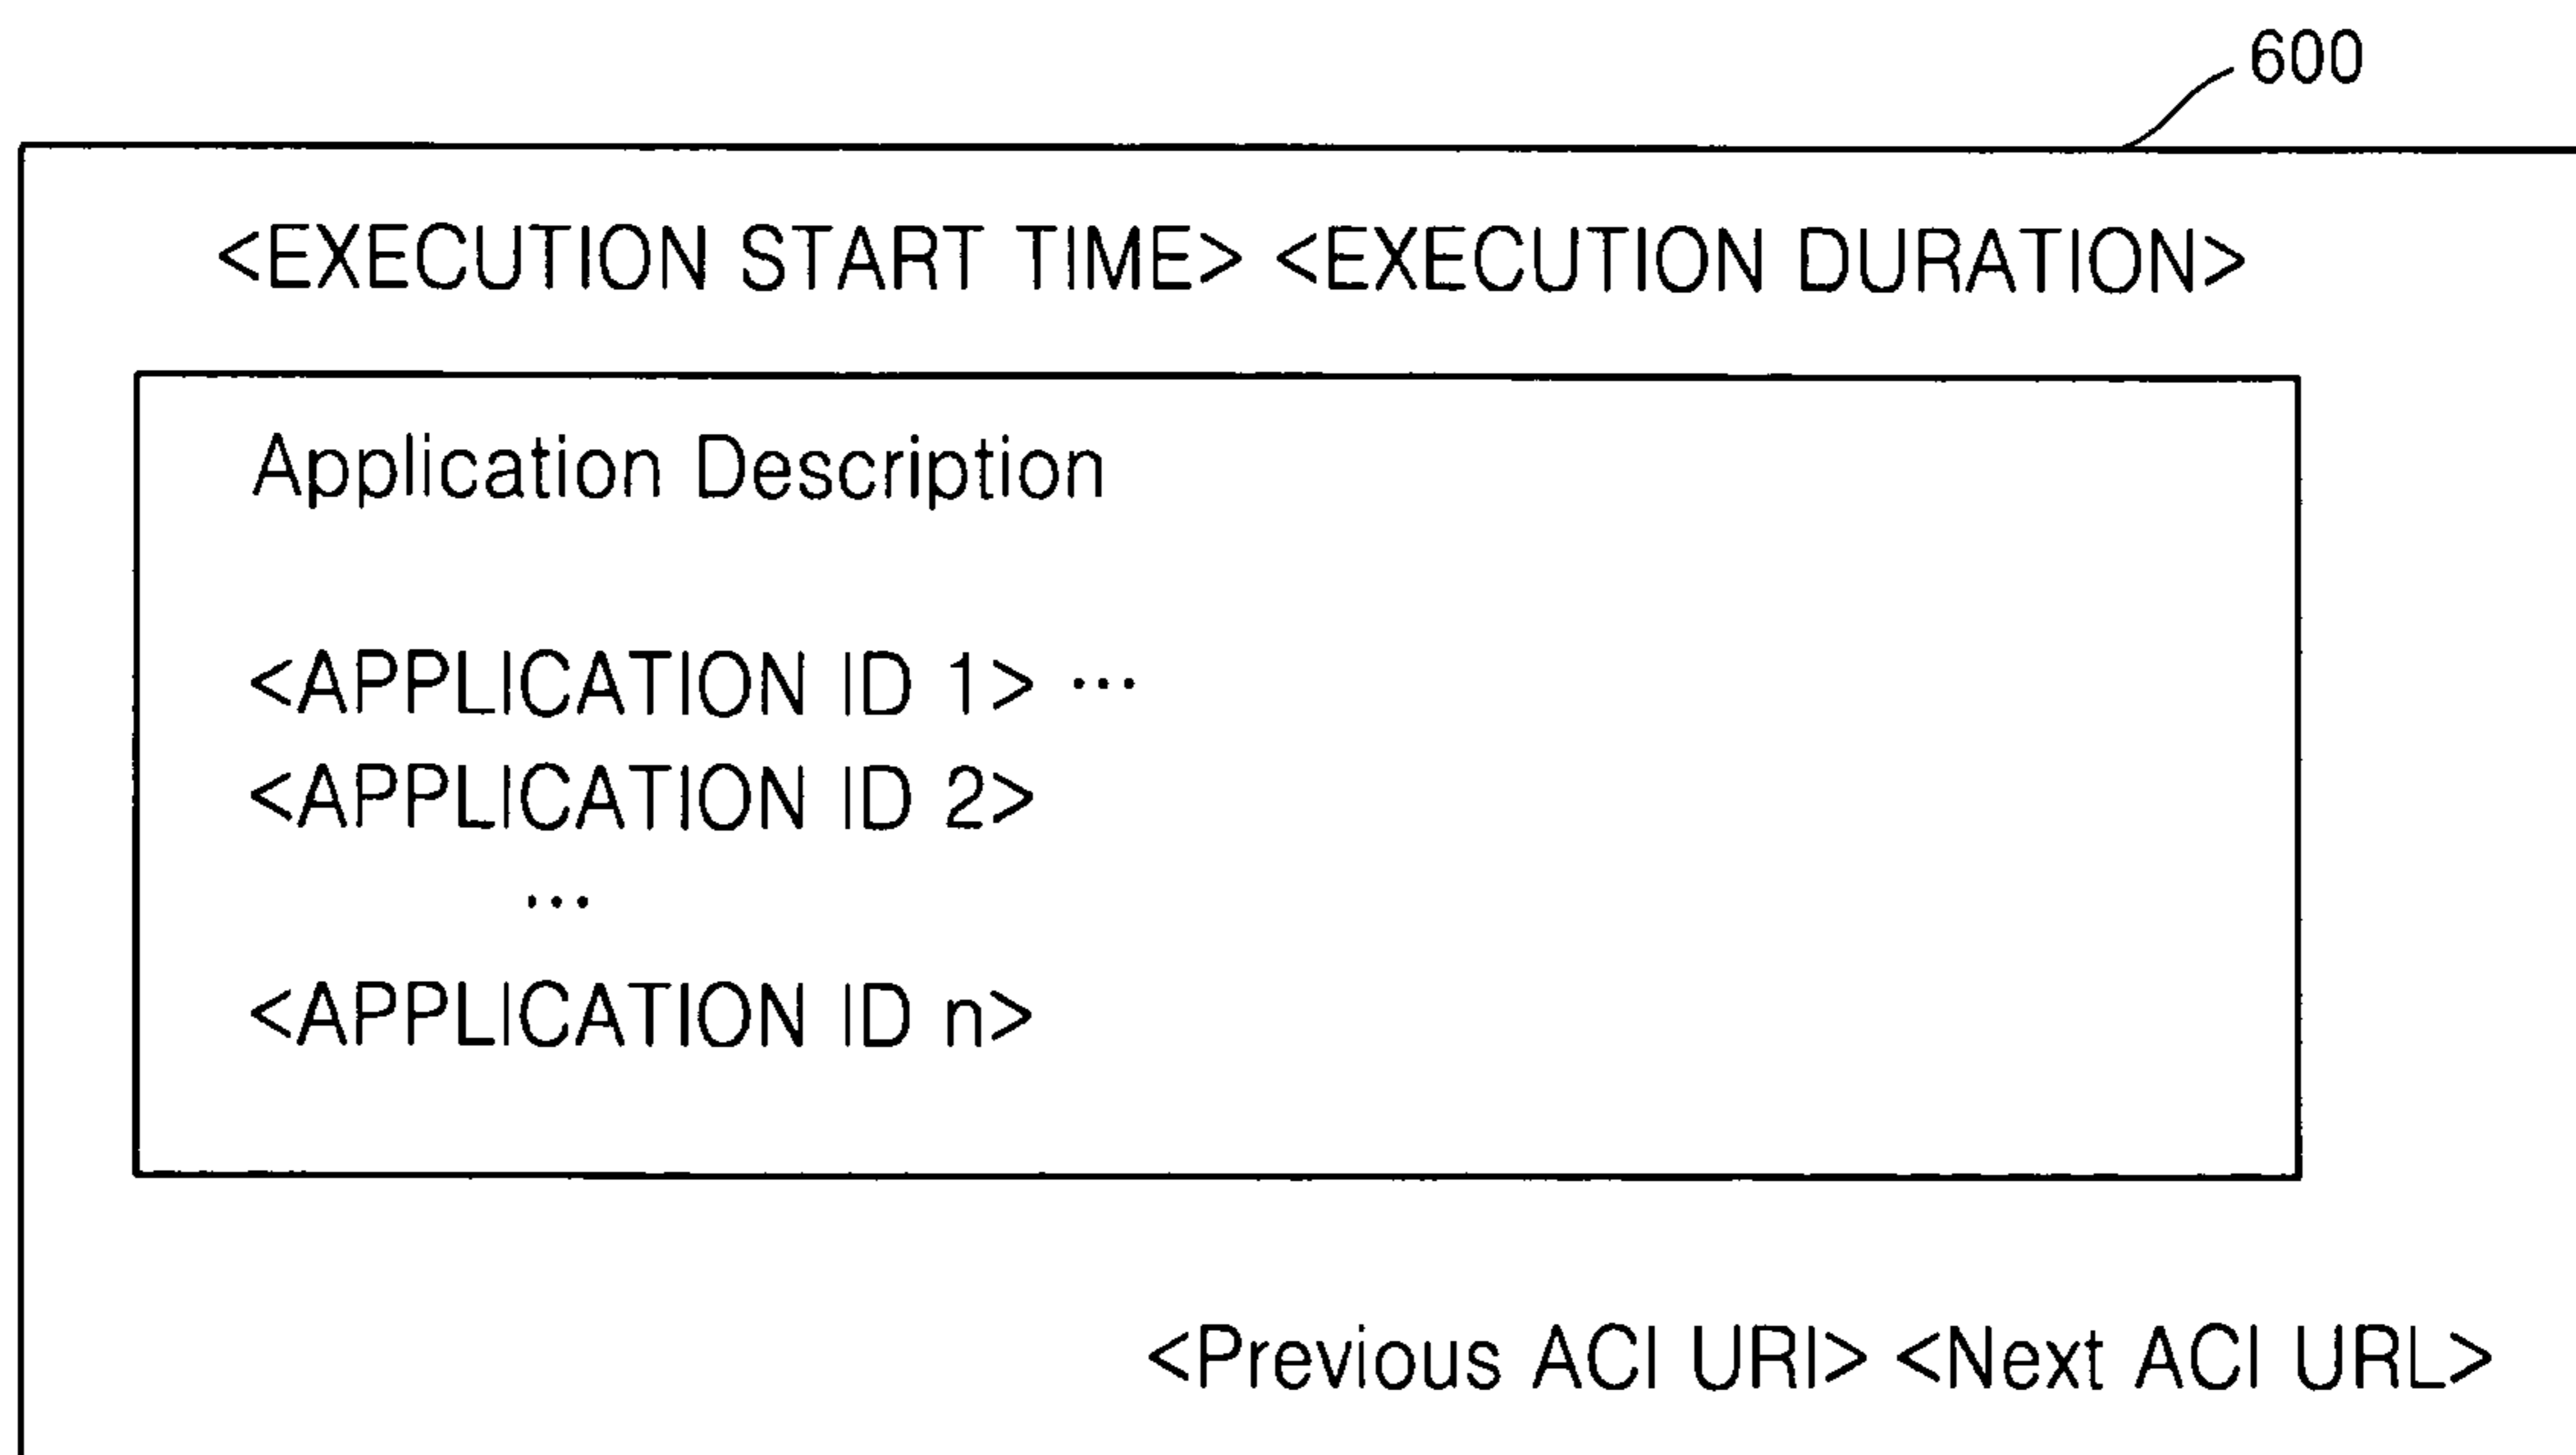 600
<EXECUTION START TIME> <EXECUTION DURATION>
Application Description
<APPLICATION ID 1> ···
<APPLICATION ID 2>
···
<APPLICATION ID n>
<Previous ACI URI> <Next ACI URL>